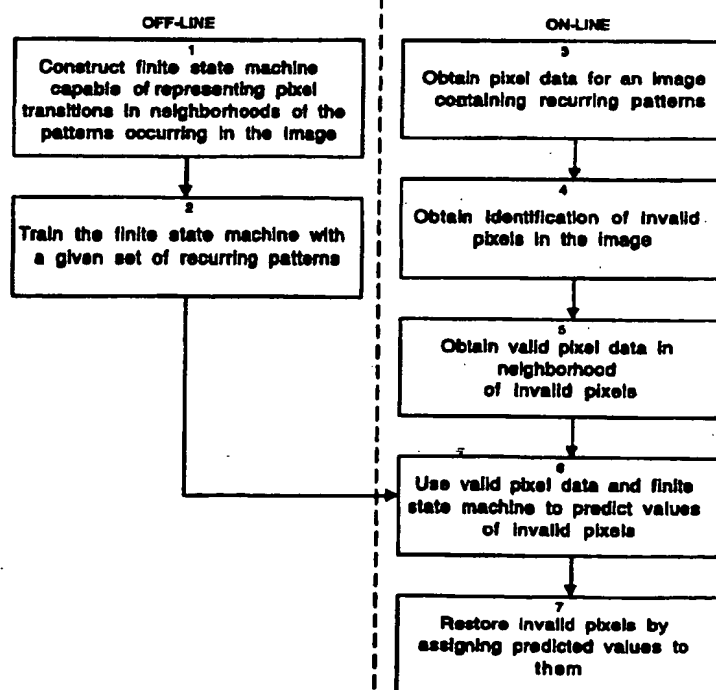 OFF-LINE
1
Construct finite state machine
capable of representing pixel
transitions in neighborhoods of the
patterns occurring in the image
2
Train the finite state machine with
a given set of recurring patterns
ON-LINE
3
Obtain pixel data for an image
containing recurring patterns
4
Obtain identification of invalid
pixels in the image
5
Obtain valid pixel data in
neighborhood
of invalid pixels
6
Use valid pixel data and finite
state machine to predict values
of invalid pixels
7
Restore invalid pixels by
assigning predicted values to
them